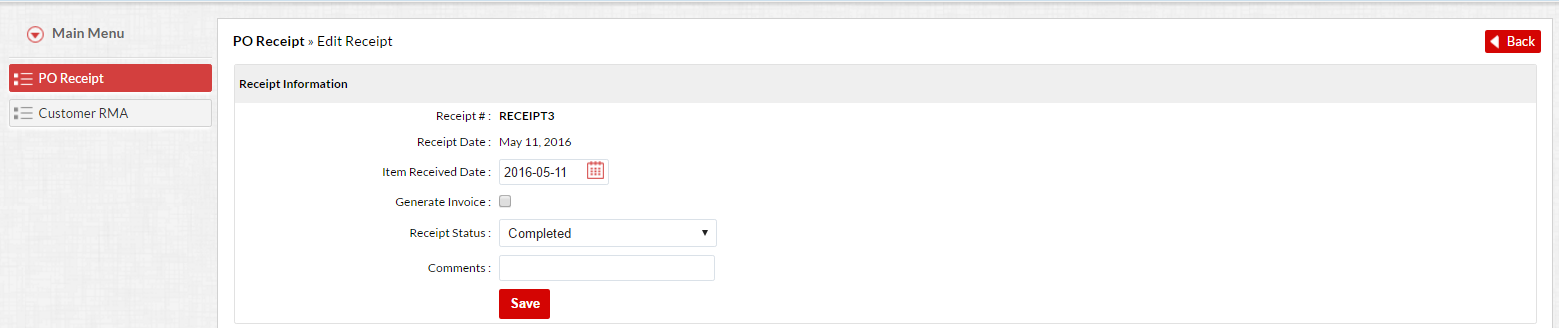 Main Menu
PO Receipt
Customer RMA
PO Receipt » Edit Receipt
Back
Receipt Information
Receipt # : RECEIPT3
Receipt Date : May 11, 2016
Item Received Date : 2016-05-11
Generate Invoice :
Receipt Status : Completed
Comments :
Save